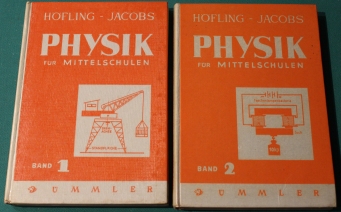 HÖFLING - JACOBS
PHYSIK
FÜR MITTELSCHULEN
BAND 1
DÜMMLER
HÖFLING - JACOBS
PHYSIK
FÜR MITTELSCHULEN
BAND 2
DÜMMLER